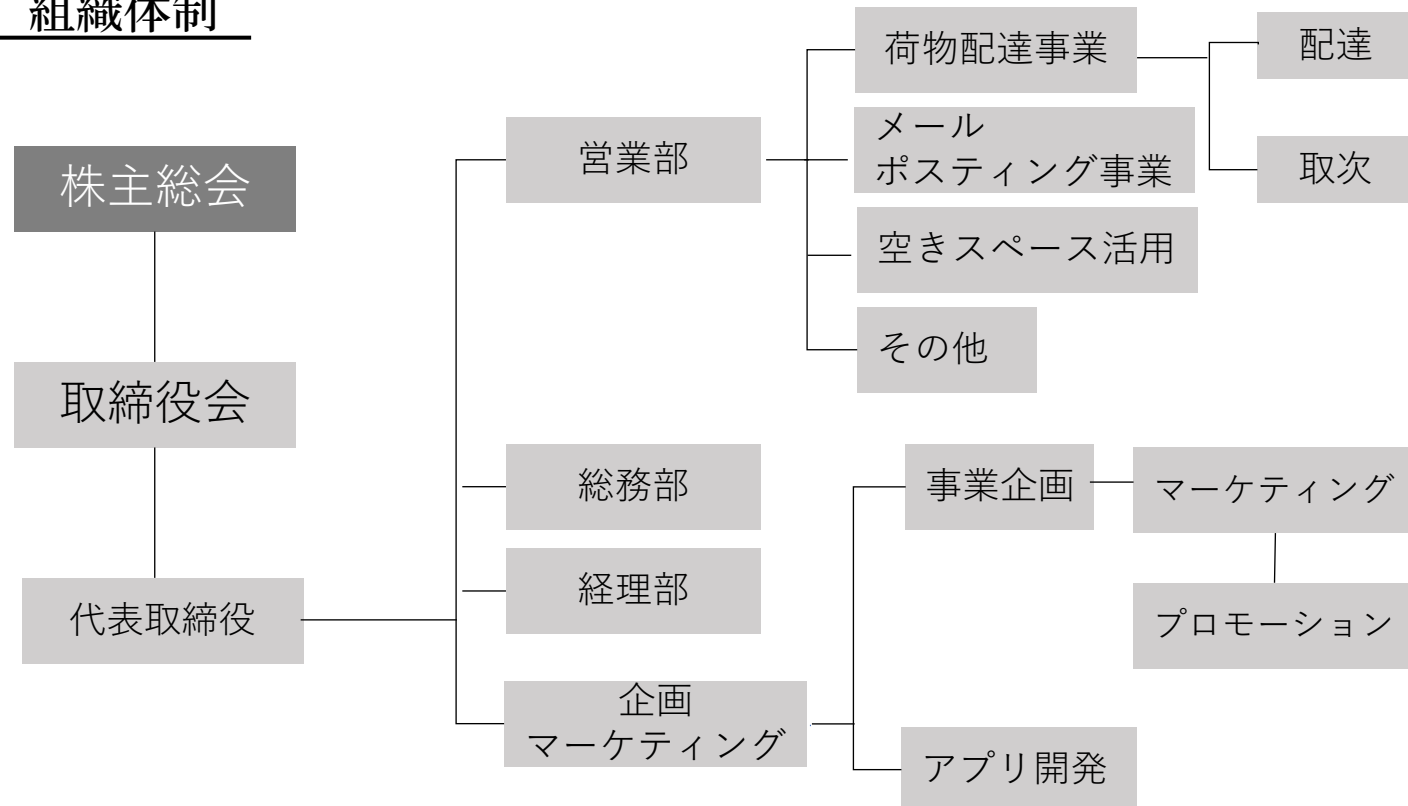 組織体制
株主総会
取締役会
代表取締役
営業部
荷物配達事業
配達
取次
メール
ポスティング事業
空きスペース活用
その他
総務部
経理部
企画
マーケティング
事業企画
マーケティング
プロモーション
アプリ開発